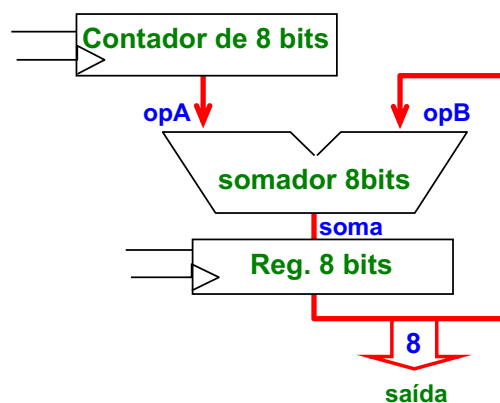 Contador de 8 bits
opA
opB
somador 8bits
soma
Reg. 8 bits
8
saída